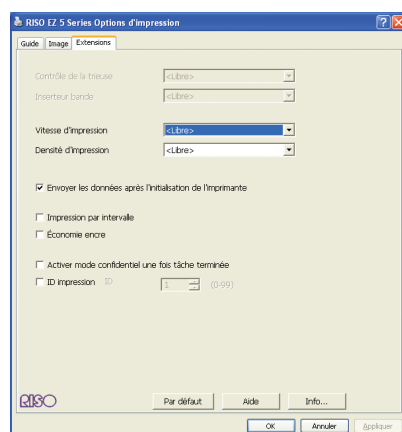 RISO EZ 5 Series Options d'impression
Guide Image Extensions
Contrôle de la trieuse <Libre>
Inserteur bande <Libre>
Vitesse d'impression <Libre>
Densité d'impression <Libre>
Envoyer les données après l'initialisation de l'imprimante
Impression par intervalle
Économie encre
Activer mode confidentiel une fois tâche terminée
ID impression ID 1 (0-99)
RISO Par défaut Aide Info...
OK Annuler Appliquer